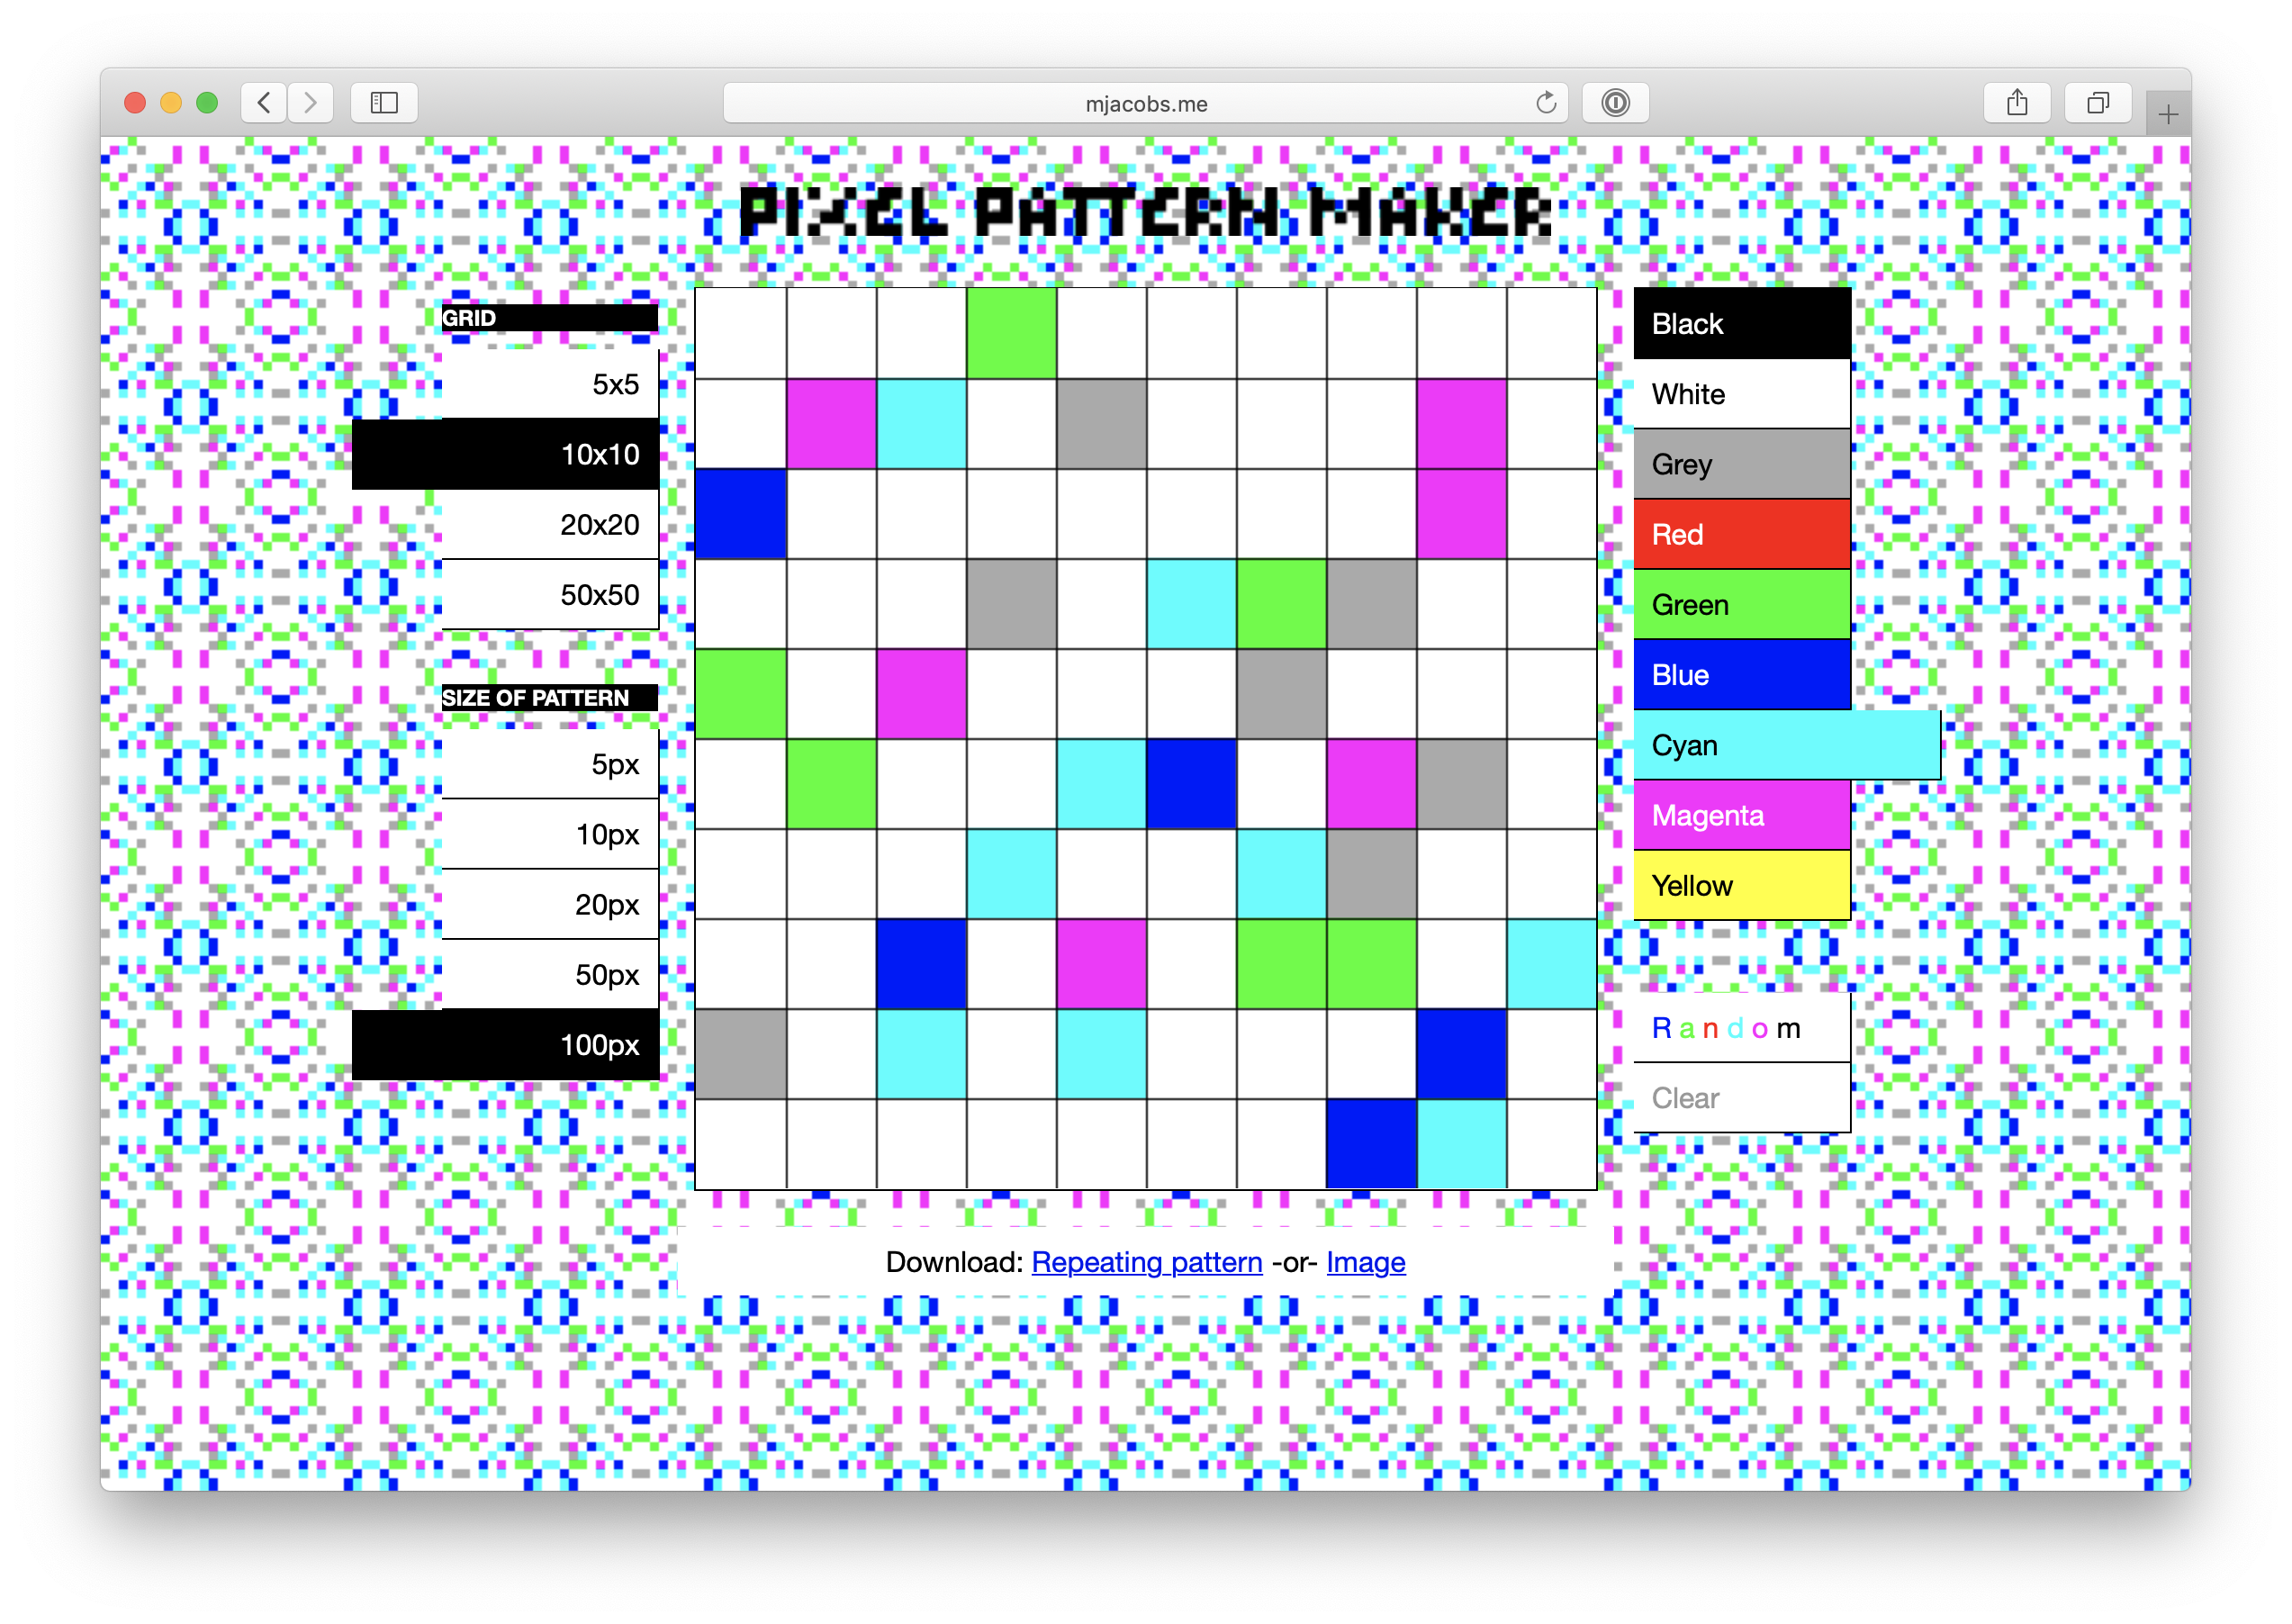 mjacobs.me
PIXEL PATTERN MAKER
GRID
5x5
10x10
20x20
50x50
SIZE OF PATTERN
5px
10px
20px
50px
100px
Black
White
Grey
Red
Green
Blue
Cyan
Magenta
Yellow
Random
Clear
Download: Repeating pattern -or- Image